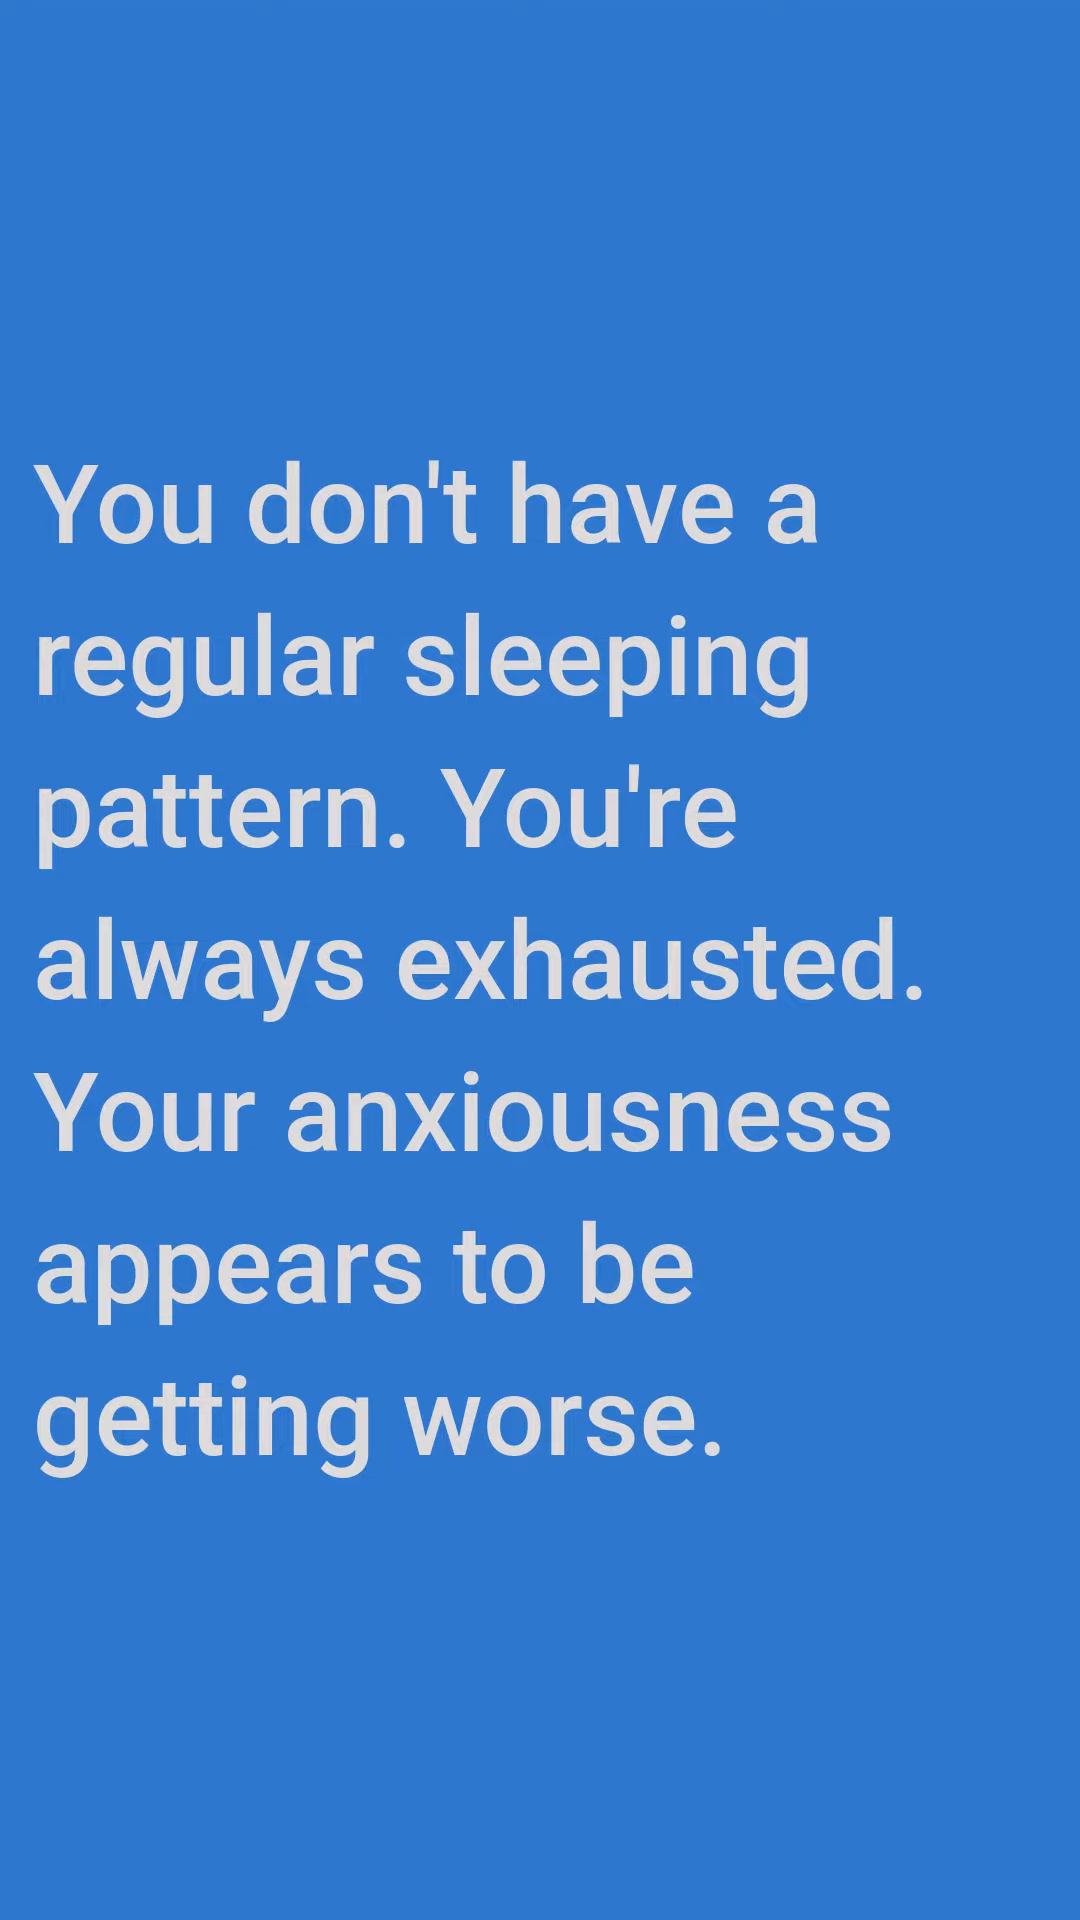 You don't have a
regular sleeping
pattern. You're
always exhausted.
Your anxiousness
appears to be
getting worse.